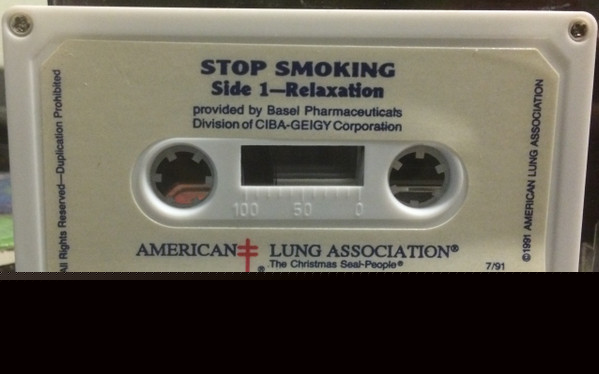 STOP SMOKING
Side 1—Relaxation
provided by Basel Pharmaceuticals
Division of CIBA-GEIGY Corporation
All Rights Reserved—Duplication Prohibited
©1991 AMERICAN LUNG ASSOCIATION
100 50 0
AMERICAN LUNG ASSOCIATION®
® The Christmas Seal People®
7/91